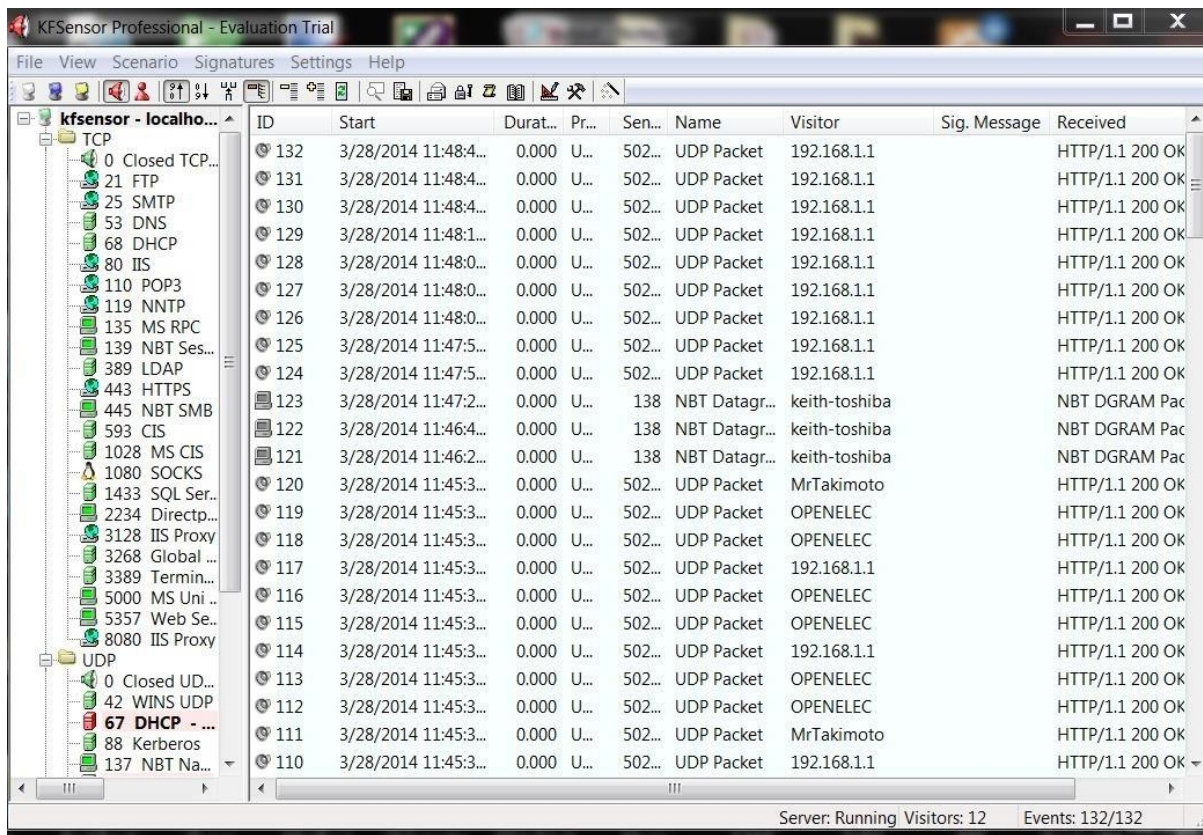 KFSensor Professional - Evaluation Trial
File View Scenario Signatures Settings Help
kfsensor - localho...
TCP
0 Closed TCP...
21 FTP
25 SMTP
53 DNS
68 DHCP
80 IIS
110 POP3
119 NNTP
135 MS RPC
139 NBT Ses...
389 LDAP
443 HTTPS
445 NBT SMB
593 CIS
1028 MS CIS
1080 SOCKS
1433 SQL Ser...
2234 Directp...
3128 IIS Proxy
3268 Global ...
3389 Termin...
5000 MS Uni ..
5357 Web Se..
8080 IIS Proxy
UDP
0 Closed UD...
42 WINS UDP
67 DHCP - ...
88 Kerberos
137 NBT Na...
ID Start Durat... Pr... Sen... Name Visitor Sig. Message Received
132 3/28/2014 11:48:4... 0.000 U... 502... UDP Packet 192.168.1.1 HTTP/1.1 200 OK
131 3/28/2014 11:48:4... 0.000 U... 502... UDP Packet 192.168.1.1 HTTP/1.1 200 OK
130 3/28/2014 11:48:4... 0.000 U... 502... UDP Packet 192.168.1.1 HTTP/1.1 200 OK
129 3/28/2014 11:48:1... 0.000 U... 502... UDP Packet 192.168.1.1 HTTP/1.1 200 OK
128 3/28/2014 11:48:0... 0.000 U... 502... UDP Packet 192.168.1.1 HTTP/1.1 200 OK
127 3/28/2014 11:48:0... 0.000 U... 502... UDP Packet 192.168.1.1 HTTP/1.1 200 OK
126 3/28/2014 11:48:0... 0.000 U... 502... UDP Packet 192.168.1.1 HTTP/1.1 200 OK
125 3/28/2014 11:47:5... 0.000 U... 502... UDP Packet 192.168.1.1 HTTP/1.1 200 OK
124 3/28/2014 11:47:5... 0.000 U... 502... UDP Packet 192.168.1.1 HTTP/1.1 200 OK
123 3/28/2014 11:47:2... 0.000 U... 138 NBT Datagr... keith-toshiba NBT DGRAM Pac
122 3/28/2014 11:46:4... 0.000 U... 138 NBT Datagr... keith-toshiba NBT DGRAM Pac
121 3/28/2014 11:46:2... 0.000 U... 138 NBT Datagr... keith-toshiba NBT DGRAM Pac
120 3/28/2014 11:45:3... 0.000 U... 502... UDP Packet MrTakimoto HTTP/1.1 200 OK
119 3/28/2014 11:45:3... 0.000 U... 502... UDP Packet OPENELEC HTTP/1.1 200 OK
118 3/28/2014 11:45:3... 0.000 U... 502... UDP Packet OPENELEC HTTP/1.1 200 OK
117 3/28/2014 11:45:3... 0.000 U... 502... UDP Packet 192.168.1.1 HTTP/1.1 200 OK
116 3/28/2014 11:45:3... 0.000 U... 502... UDP Packet OPENELEC HTTP/1.1 200 OK
115 3/28/2014 11:45:3... 0.000 U... 502... UDP Packet OPENELEC HTTP/1.1 200 OK
114 3/28/2014 11:45:3... 0.000 U... 502... UDP Packet 192.168.1.1 HTTP/1.1 200 OK
113 3/28/2014 11:45:3... 0.000 U... 502... UDP Packet OPENELEC HTTP/1.1 200 OK
112 3/28/2014 11:45:3... 0.000 U... 502... UDP Packet OPENELEC HTTP/1.1 200 OK
111 3/28/2014 11:45:3... 0.000 U... 502... UDP Packet MrTakimoto HTTP/1.1 200 OK
110 3/28/2014 11:45:3... 0.000 U... 502... UDP Packet 192.168.1.1 HTTP/1.1 200 OK
Server: Running Visitors: 12 Events: 132/132